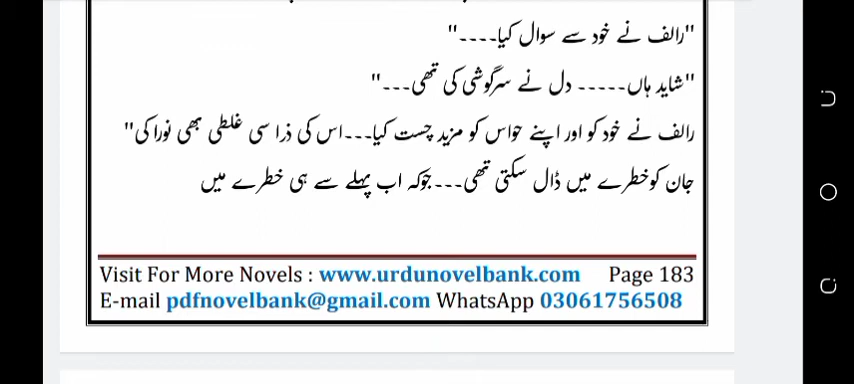 "رالف نے خود سے سوال کیا۔۔۔۔"
"شاید ہاں ۔۔۔۔۔ دل نے سرگوشی کی تھی۔۔۔"
رالف نے خود کو اور اپنے حواس کو مزید چست کیا۔۔۔اس کی ذرا سی غلطی بھی نورا کی"
جان کو خطرے میں ڈال سکتی تھی۔۔۔جوکہ اب پہلے سے ہی خطرے میں
Visit For More Novels : www.urdunovelbank.com Page 183
E-mail pdfnovelbank@gmail.com WhatsApp 03061756508